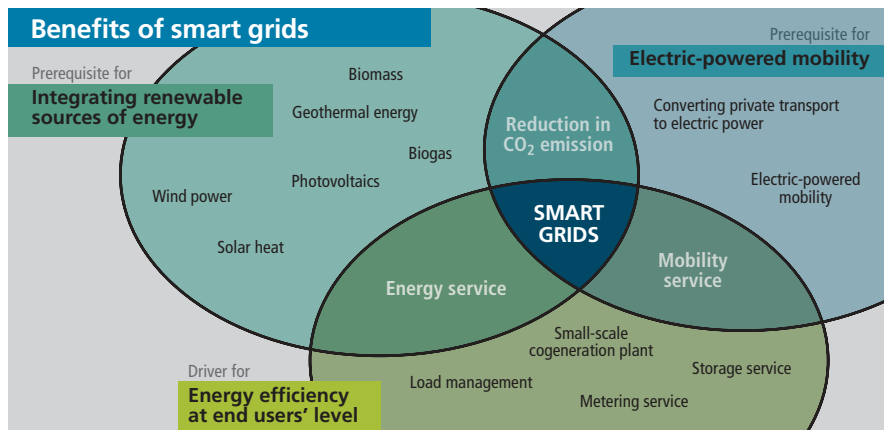 Benefits of smart grids
Prerequisite for
Integrating renewable
sources of energy
Biomass
Geothermal energy
Biogas
Photovoltaics
Wind power
Solar heat
Reduction in
CO₂ emission
Prerequisite for
Electric-powered mobility
Converting private transport
to electric power
Electric-powered
mobility
SMART
GRIDS
Energy service
Mobility
service
Driver for
Energy efficiency
at end users’ level
Small-scale
cogeneration plant
Load management
Storage service
Metering service